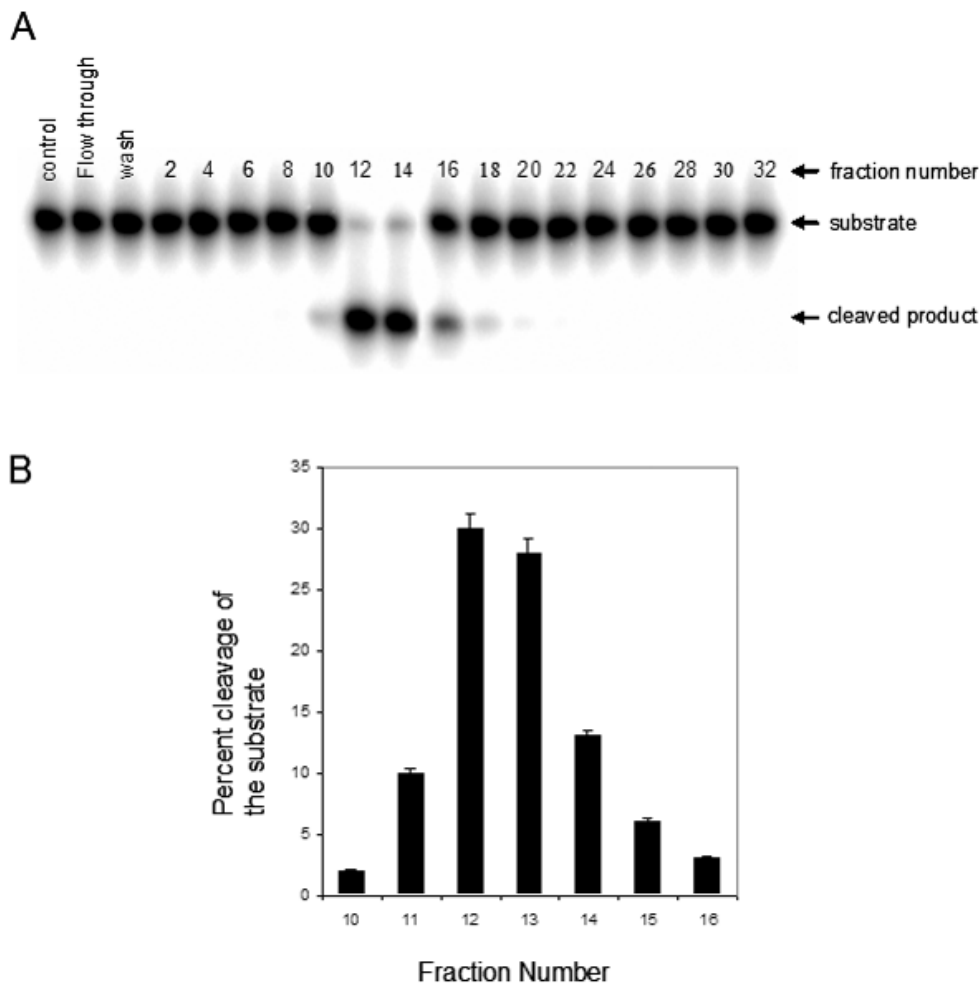 A
control
Flow through
wash
2 4 6 8 10 12 14 16 18 20 22 24 26 28 30 32
fraction number
substrate
cleaved product
B
35
30
25
20
15
10
5
0
Percent cleavage of
the substrate
10 11 12 13 14 15 16
Fraction Number